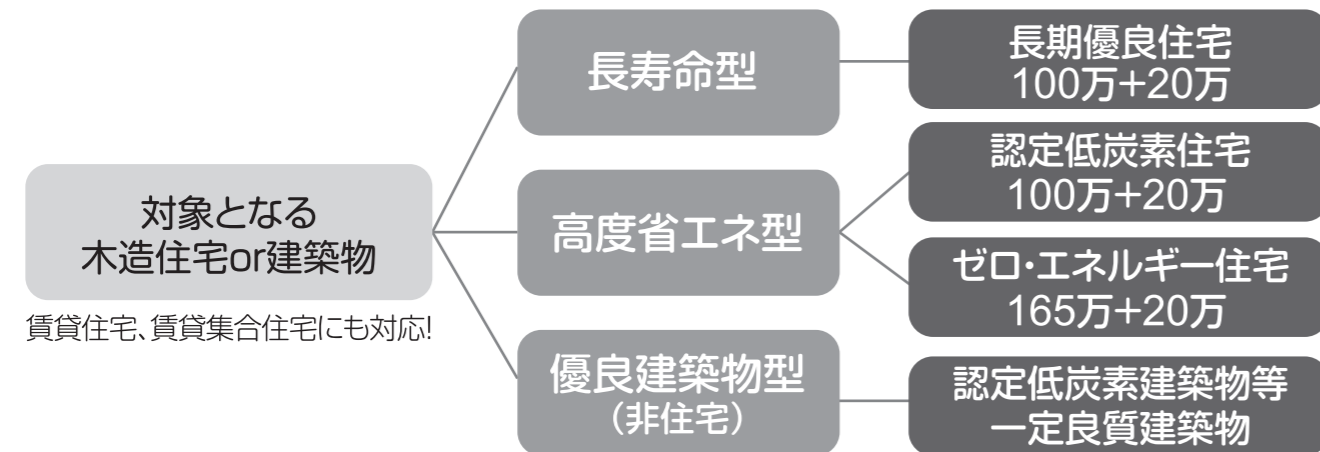 対象となる
木造住宅or建築物
賃貸住宅、賃貸集合住宅にも対応!
長寿命型
高度省エネ型
優良建築物型
(非住宅)
長期優良住宅
100万+20万
認定低炭素住宅
100万+20万
ゼロ・エネルギー住宅
165万+20万
認定低炭素建築物等
一定良質建築物